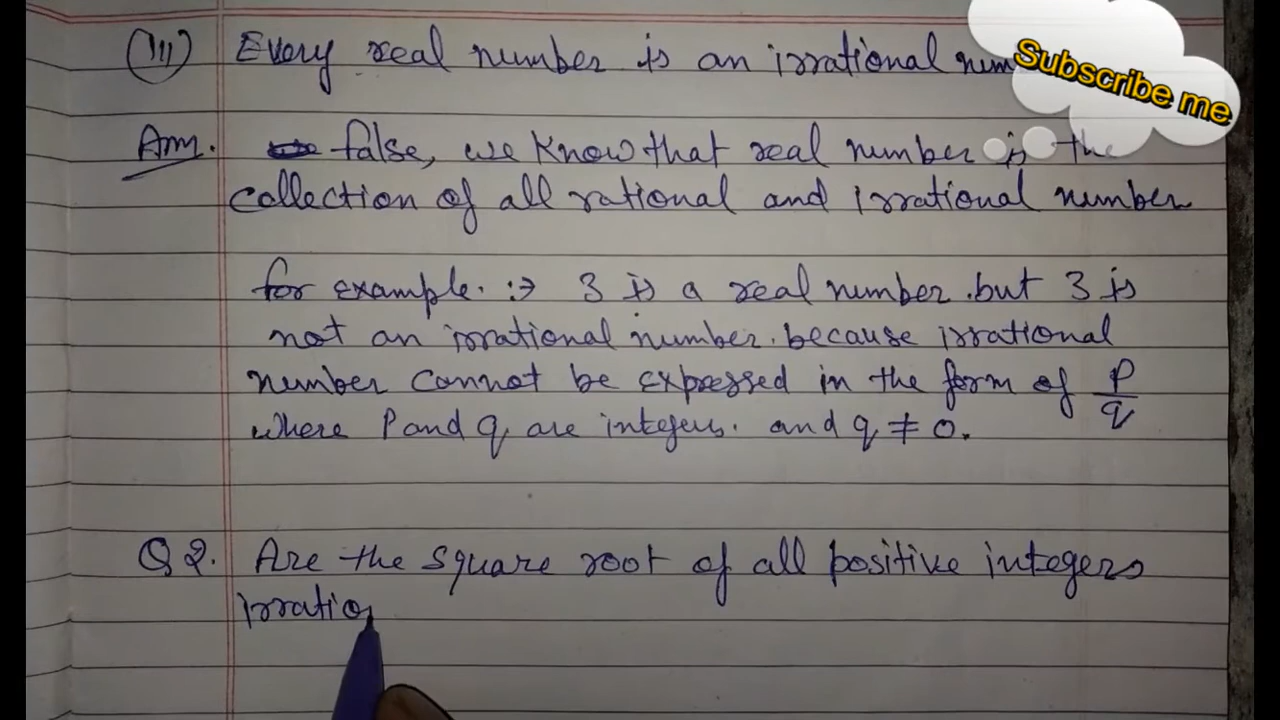 (III) Every real number is an irrational num
Subscribe me
Ans. false, we know that real number is the
collection of all rational and irrational number
for example. :→ 3 is a real number. but 3 is
not an irrational number. because irrational
number cannot be expressed in the form of P/q
where P and q are integers. and q ≠ 0.
Q2. Are the square root of all positive integers
irratio